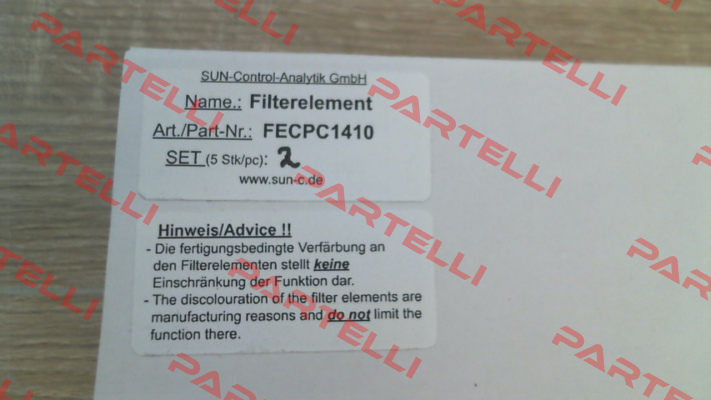 SUN-Control-Analytik GmbH
Name.: Filterelement
Art./Part-Nr.: FECPC1410
SET (5 Stk/pc): 2
www.sun-c.de
Hinweis/Advice !!
- Die fertigungsbedingte Verfärbung an
den Filterelementen stellt keine
Einschränkung der Funktion dar.
- The discolouration of the filter elements are
manufacturing reasons and do not limit the
function there.
PARTELLI
PARTELLI
PARTELLI
PARTELLI
PARTELLI
PARTELLI
PARTELLI
PARTELLI